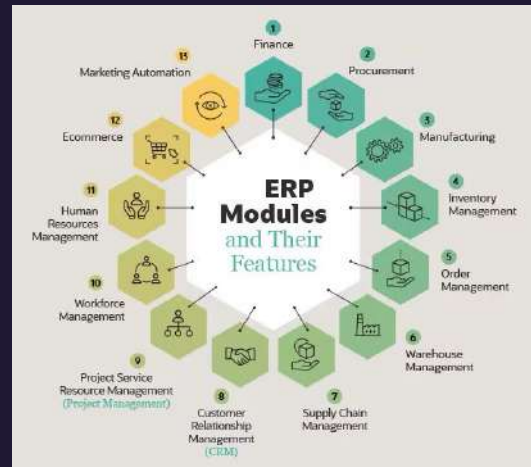 ERP
Modules
and Their
Features
1
Finance
2
Procurement
3
Manufacturing
4
Inventory
Management
5
Order
Management
6
Warehouse
Management
7
Supply Chain
Management
8
Customer
Relationship
Management
(CRM)
9
Project Service
Resource Management
(Project Management)
10
Workforce
Management
11
Human
Resources
Management
12
Ecommerce
13
Marketing Automation